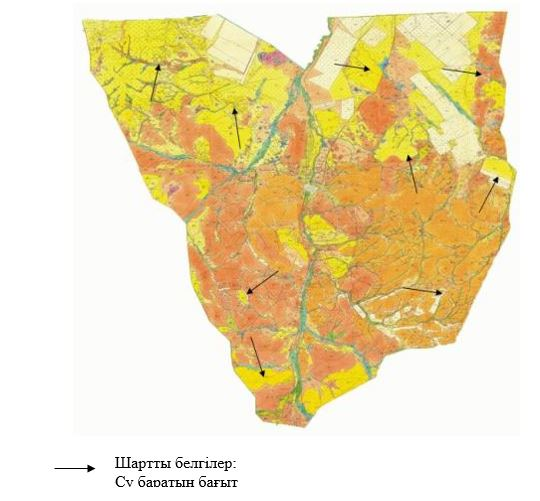 Шартты белгілер:
Су баратын бағыт